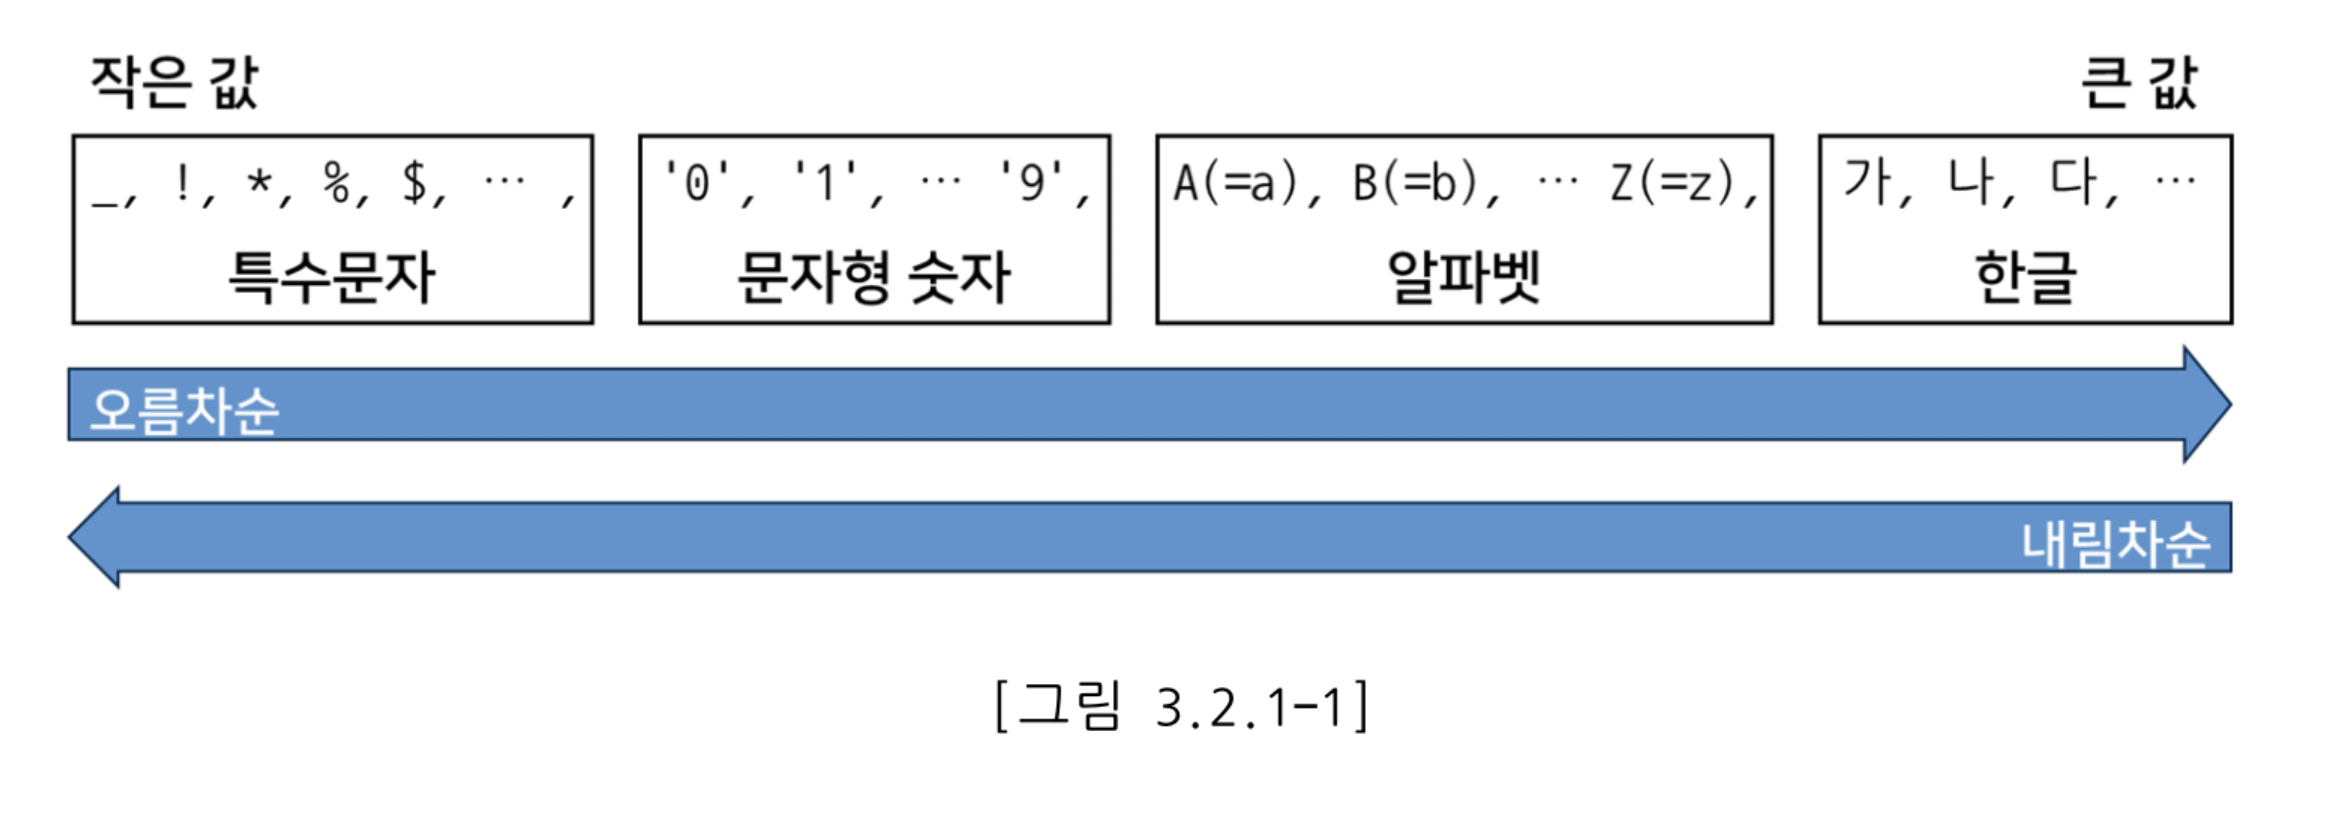 작은 값
큰 값
_, !, *, %, $, … ,
특수문자
'0', '1', … '9',
문자형 숫자
A(=a), B(=b), … Z(=z),
알파벳
가, 나, 다, …
한글
오름차순
내림차순
[그림 3.2.1-1]